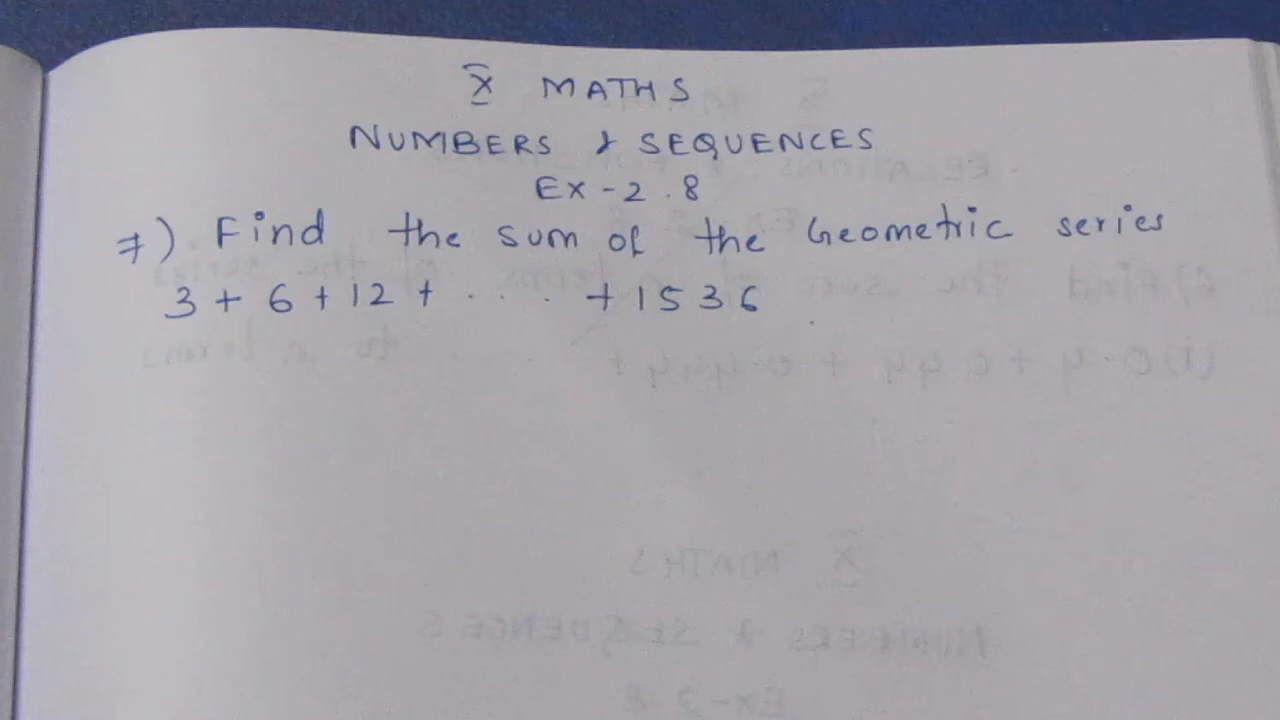 X MATHS
NUMBERS & SEQUENCES
Ex-2.8
7) Find the sum of the Geometric series
3 + 6 + 12 + .... + 1536